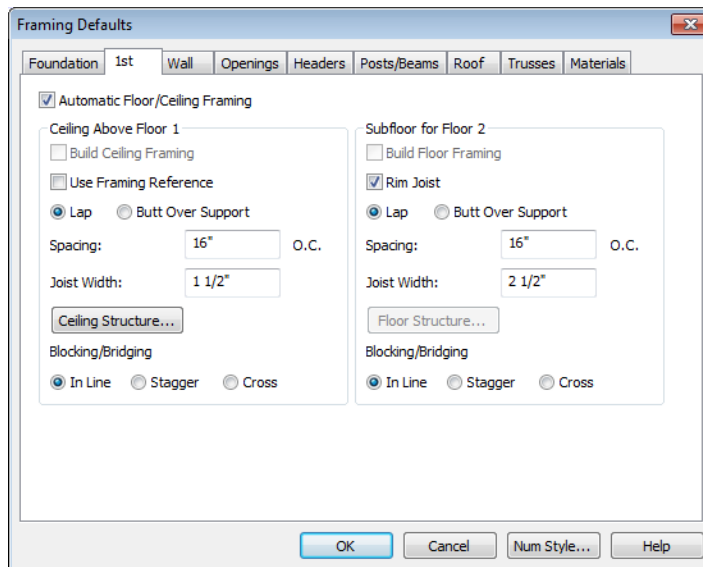 Framing Defaults
Foundation 1st Wall Openings Headers Posts/Beams Roof Trusses Materials
Automatic Floor/Ceiling Framing
Ceiling Above Floor 1
Build Ceiling Framing
Use Framing Reference
Lap Butt Over Support
Spacing: 16" O.C.
Joist Width: 1 1/2"
Ceiling Structure...
Blocking/Bridging
In Line Stagger Cross
Subfloor for Floor 2
Build Floor Framing
Rim Joist
Lap Butt Over Support
Spacing: 16" O.C.
Joist Width: 2 1/2"
Floor Structure...
Blocking/Bridging
In Line Stagger Cross
OK Cancel Num Style... Help